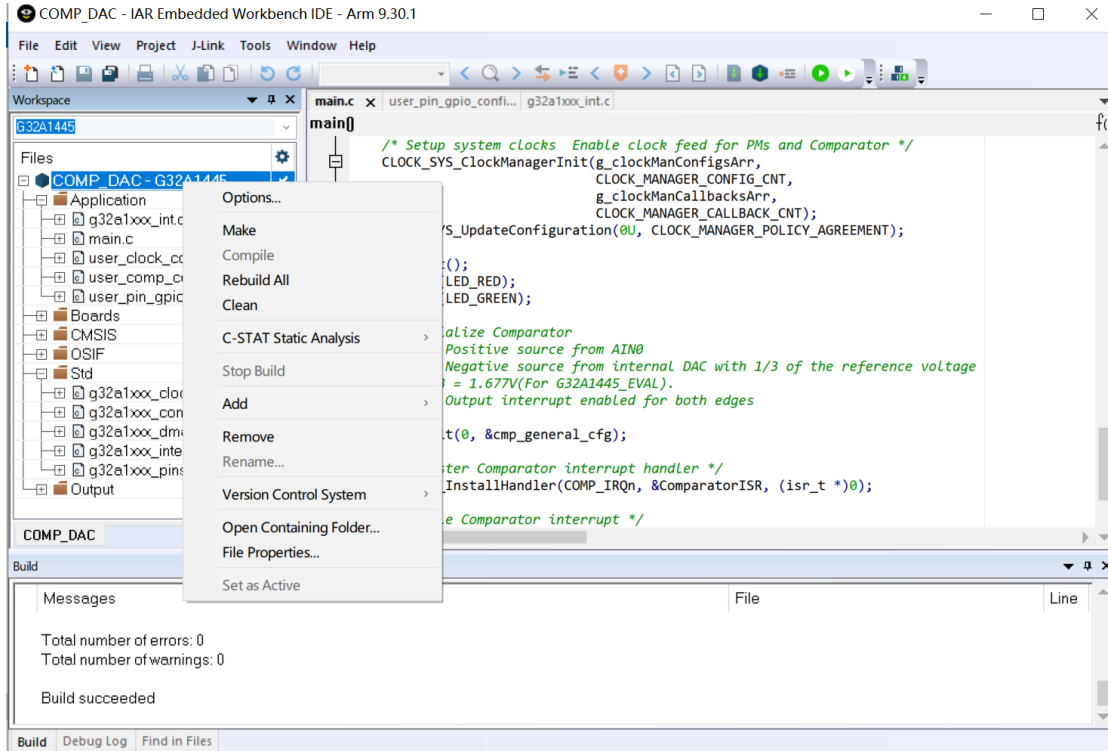 COMP_DAC - IAR Embedded Workbench IDE - Arm 9.30.1
File Edit View Project J-Link Tools Window Help
Workspace
G32A1445
Files
COMP_DAC - G32A1445
Application
g32a1xxx_int.c
main.c
user_clock_co
user_comp_c
user_pin_gpio
Boards
CMSIS
OSIF
Std
g32a1xxx_cloc
g32a1xxx_con
g32a1xxx_dma
g32a1xxx_inte
g32a1xxx_pins
Output
COMP_DAC
Options...
Make
Compile
Rebuild All
Clean
C-STAT Static Analysis
Stop Build
Add
Remove
Rename...
Version Control System
Open Containing Folder...
File Properties...
Set as Active
main.c user_pin_gpio_confi... g32a1xxx_int.c
main()
/* Setup system clocks  Enable clock feed for PMs and Comparator */
CLOCK_SYS_ClockManagerInit(g_clockManConfigsArr,
CLOCK_MANAGER_CONFIG_CNT,
g_clockManCallbacksArr,
CLOCK_MANAGER_CALLBACK_CNT);
YS_UpdateConfiguration(0U, CLOCK_MANAGER_POLICY_AGREEMENT);
();
(LED_RED);
(LED_GREEN);
alize Comparator
Positive source from AIN0
Negative source from internal DAC with 1/3 of the reference voltage
= 1.677V(For G32A1445_EVAL).
Output interrupt enabled for both edges
t(0, &cmp_general_cfg);
ster Comparator interrupt handler */
_InstallHandler(COMP_IRQn, &ComparatorISR, (isr_t *)0);
e Comparator interrupt */
Build
Messages File Line
Total number of errors: 0
Total number of warnings: 0
Build succeeded
Build Debug Log Find in Files